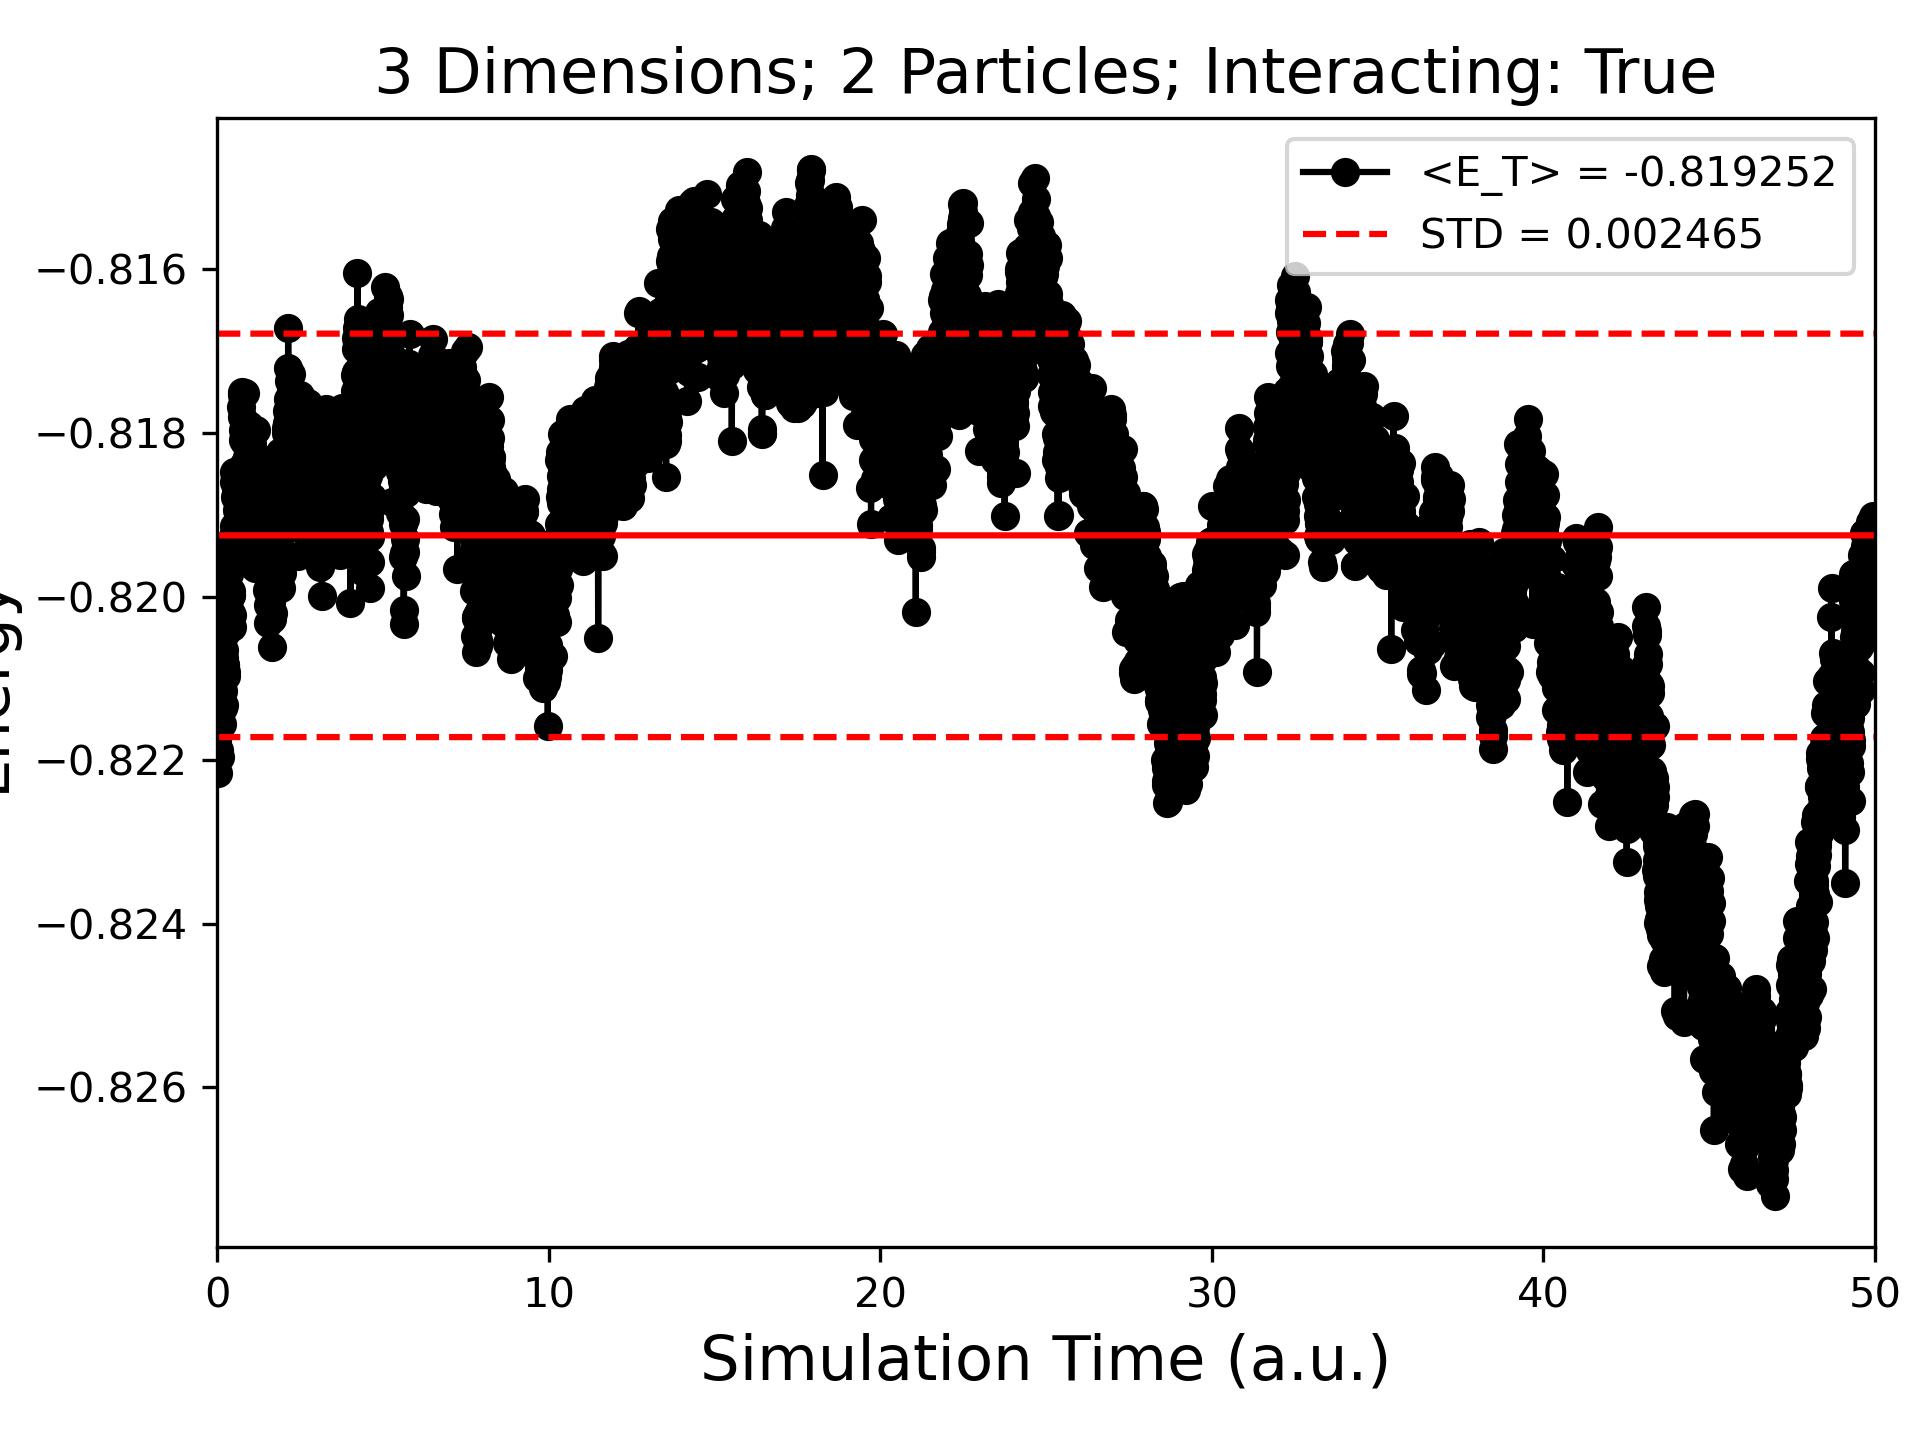 3 Dimensions; 2 Particles; Interacting: True
<E_T> = -0.819252
STD = 0.002465
−0.816
−0.818
−0.820
−0.822
−0.824
−0.826
Energy
0 10 20 30 40 50
Simulation Time (a.u.)